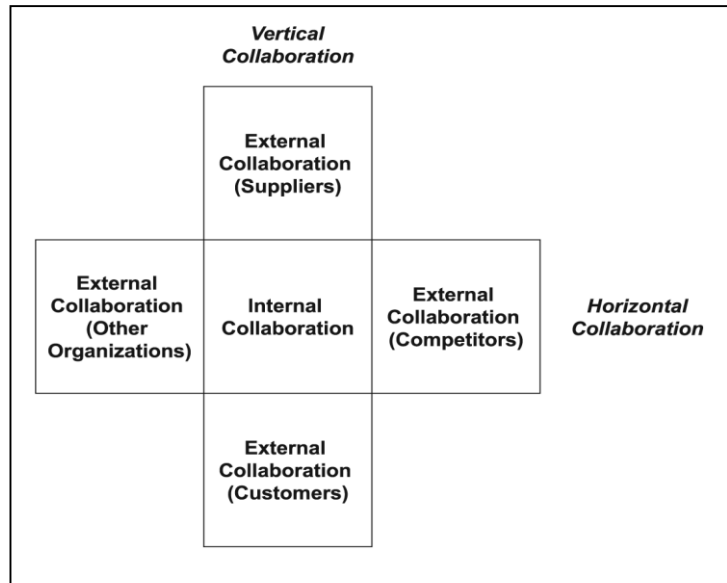 Vertical
Collaboration
External
Collaboration
(Suppliers)
External
Collaboration
(Other
Organizations)
Internal
Collaboration
External
Collaboration
(Competitors)
Horizontal
Collaboration
External
Collaboration
(Customers)